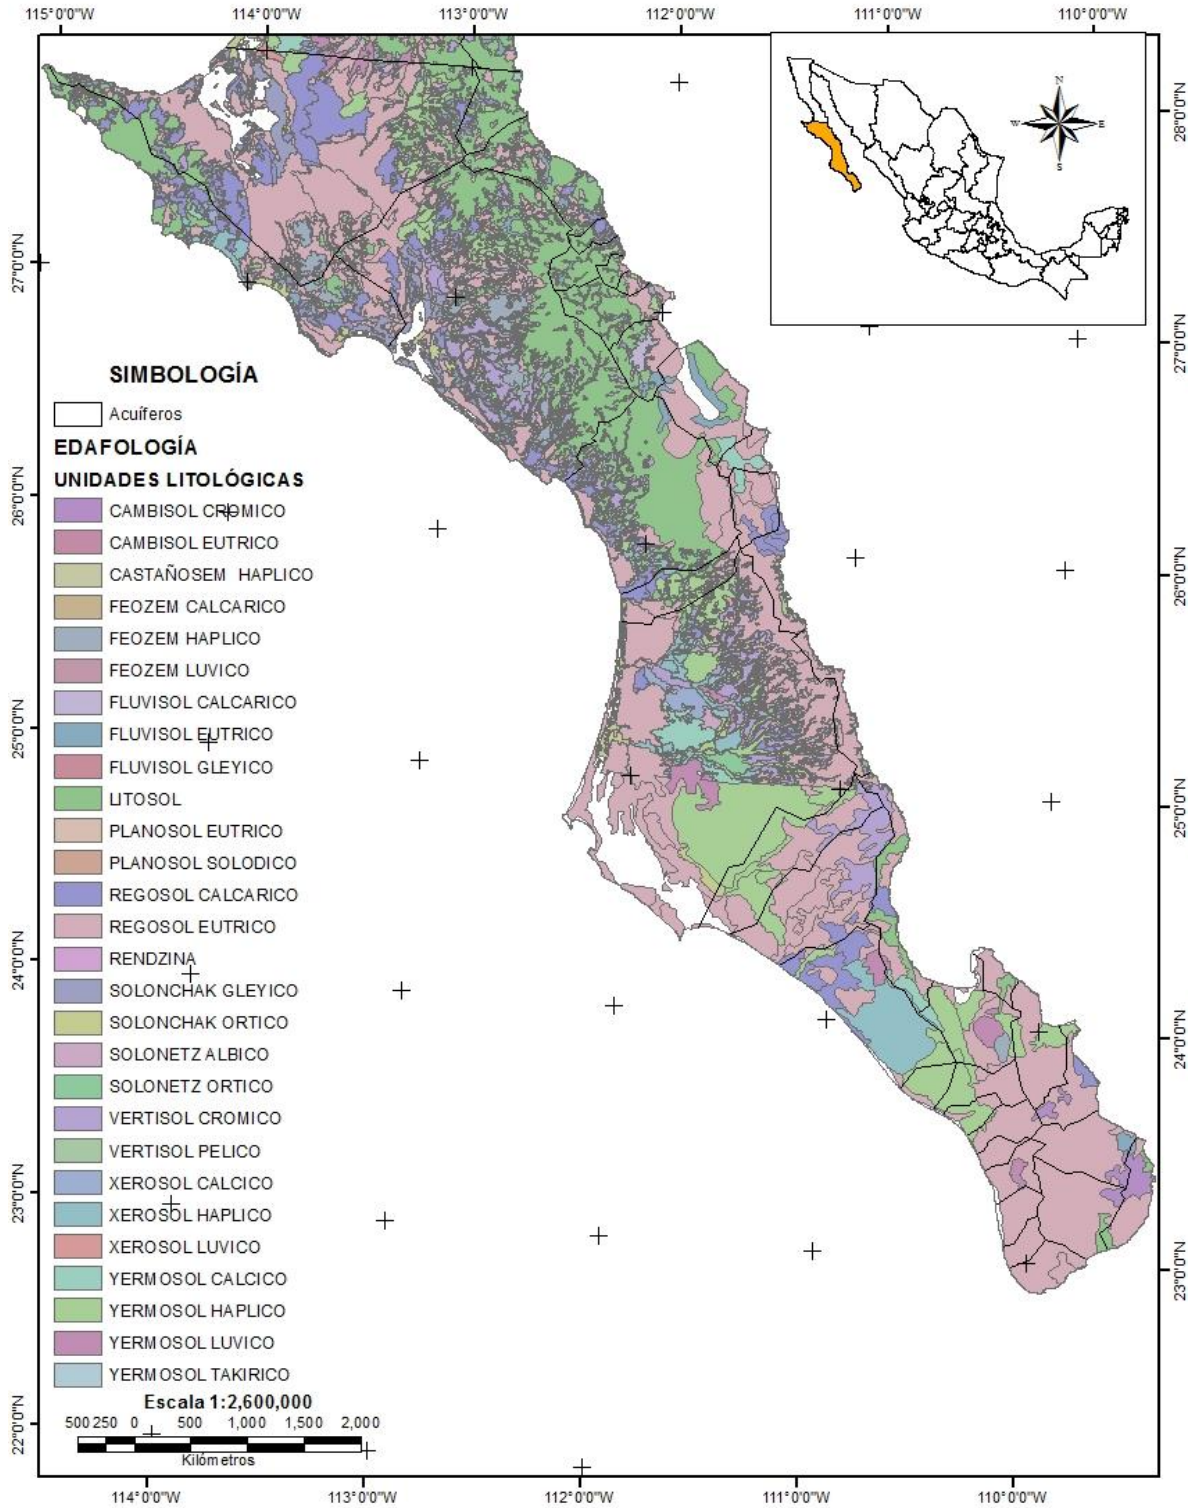 115°0'0"W 114°0'0"W 113°0'0"W 112°0'0"W 111°0'0"W 110°0'0"W
N
W E
S
28°0'0"N
27°0'0"N
27°0'0"N
26°0'0"N
26°0'0"N
25°0'0"N
25°0'0"N
24°0'0"N
24°0'0"N
23°0'0"N
23°0'0"N
22°0'0"N
SIMBOLOGÍA
Acuíferos
EDAFOLOGÍA
UNIDADES LITOLÓGICAS
CAMBISOL CROMICO
CAMBISOL EUTRICO
CASTAÑOSEM HAPLICO
FEOZEM CALCARICO
FEOZEM HAPLICO
FEOZEM LUVICO
FLUVISOL CALCARICO
FLUVISOL EUTRICO
FLUVISOL GLEYICO
LITOSOL
PLANOSOL EUTRICO
PLANOSOL SOLODICO
REGOSOL CALCARICO
REGOSOL EUTRICO
RENDZINA
SOLONCHAK GLEYICO
SOLONCHAK ORTICO
SOLONETZ ALBICO
SOLONETZ ORTICO
VERTISOL CROMICO
VERTISOL PELICO
XEROSOL CALCICO
XEROSOL HAPLICO
XEROSOL LUVICO
YERMOSOL CALCICO
YERMOSOL HAPLICO
YERMOSOL LUVICO
YERMOSOL TAKIRICO
Escala 1:2,600,000
500 250 0 500 1,000 1,500 2,000
Kilómetros
114°0'0"W 113°0'0"W 112°0'0"W 111°0'0"W 110°0'0"W